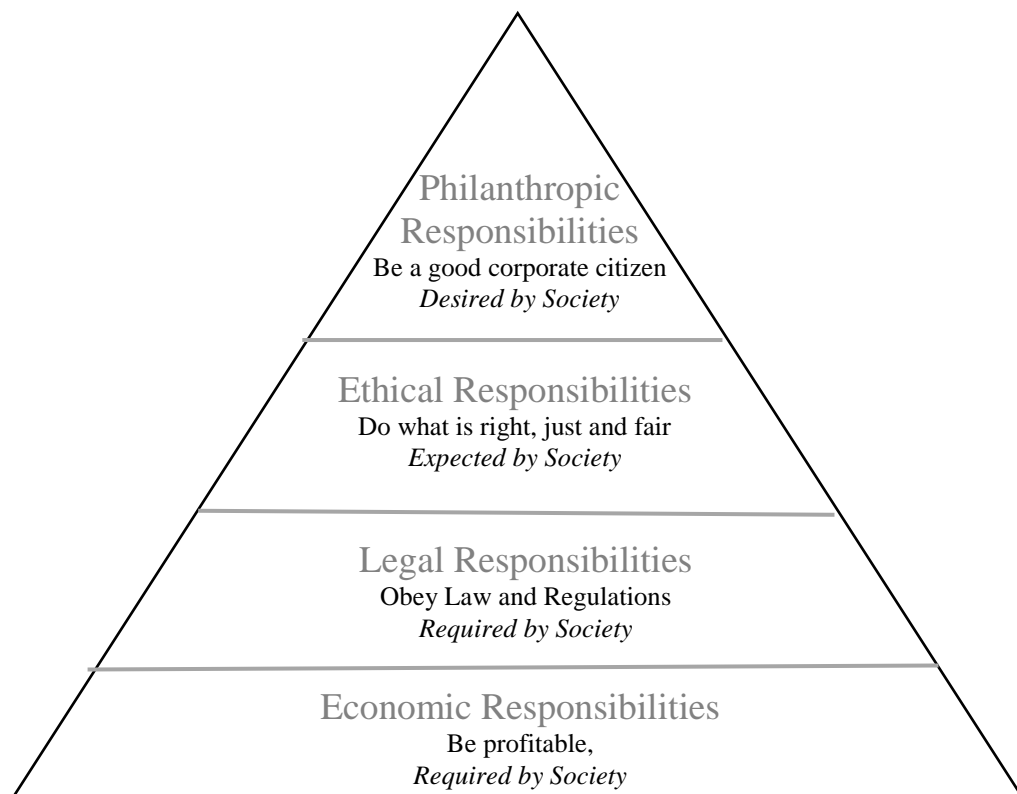 Philanthropic
Responsibilities
Be a good corporate citizen
Desired by Society
Ethical Responsibilities
Do what is right, just and fair
Expected by Society
Legal Responsibilities
Obey Law and Regulations
Required by Society
Economic Responsibilities
Be profitable,
Required by Society